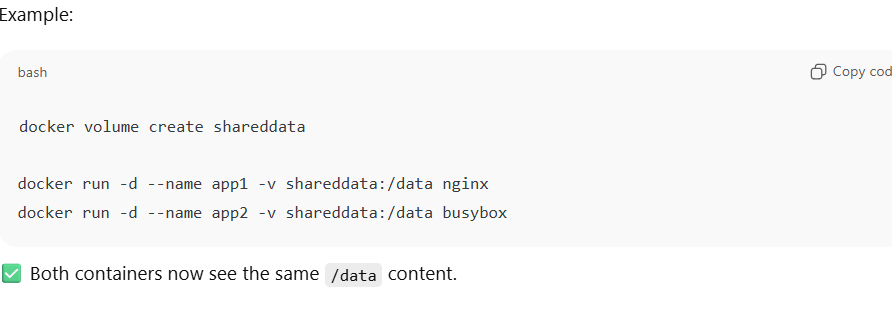 Example:
bash
Copy cod
docker volume create shareddata
docker run -d --name app1 -v shareddata:/data nginx
docker run -d --name app2 -v shareddata:/data busybox
✅ Both containers now see the same /data content.